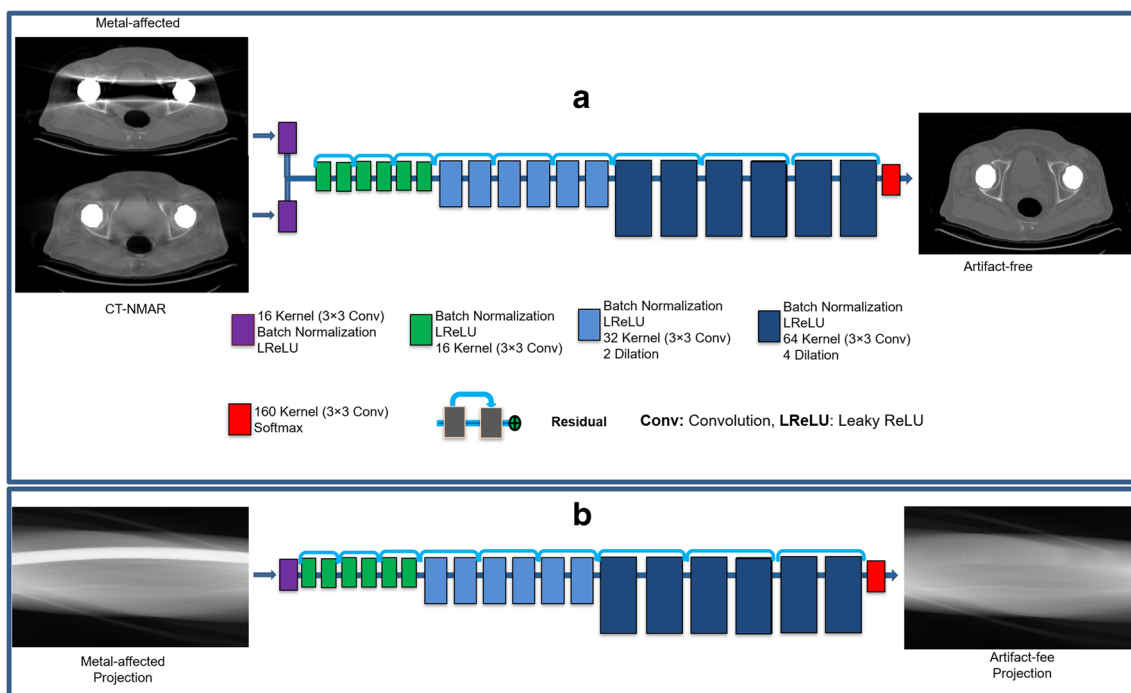 Metal-affected
a
Artifact-free
CT-NMAR
16 Kernel (3×3 Conv)
Batch Normalization
LReLU
Batch Normalization
LReLU
16 Kernel (3×3 Conv)
Batch Normalization
LReLU
32 Kernel (3×3 Conv)
2 Dilation
Batch Normalization
LReLU
64 Kernel (3×3 Conv)
4 Dilation
160 Kernel (3×3 Conv)
Softmax
Residual
Conv: Convolution, LReLU: Leaky ReLU
b
Metal-affected
Projection
Artifact-fee
Projection